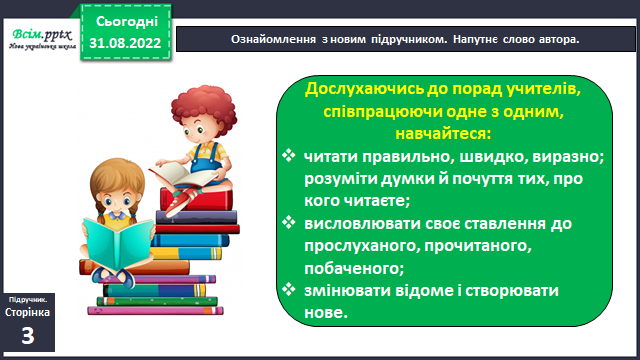 Всім.pptx
Нова українська школа
Сьогодні
31.08.2022
Ознайомлення з новим підручником. Напутнє слово автора.
Дослухаючись до порад учителів,
співпрацюючи одне з одним,
навчайтеся:
❖ читати правильно, швидко, виразно;
розуміти думки й почуття тих, про
кого читаєте;
❖ висловлювати своє ставлення до
прослуханого, прочитаного,
побаченого;
❖ змінювати відоме і створювати
нове.
Підручник.
Сторінка
3